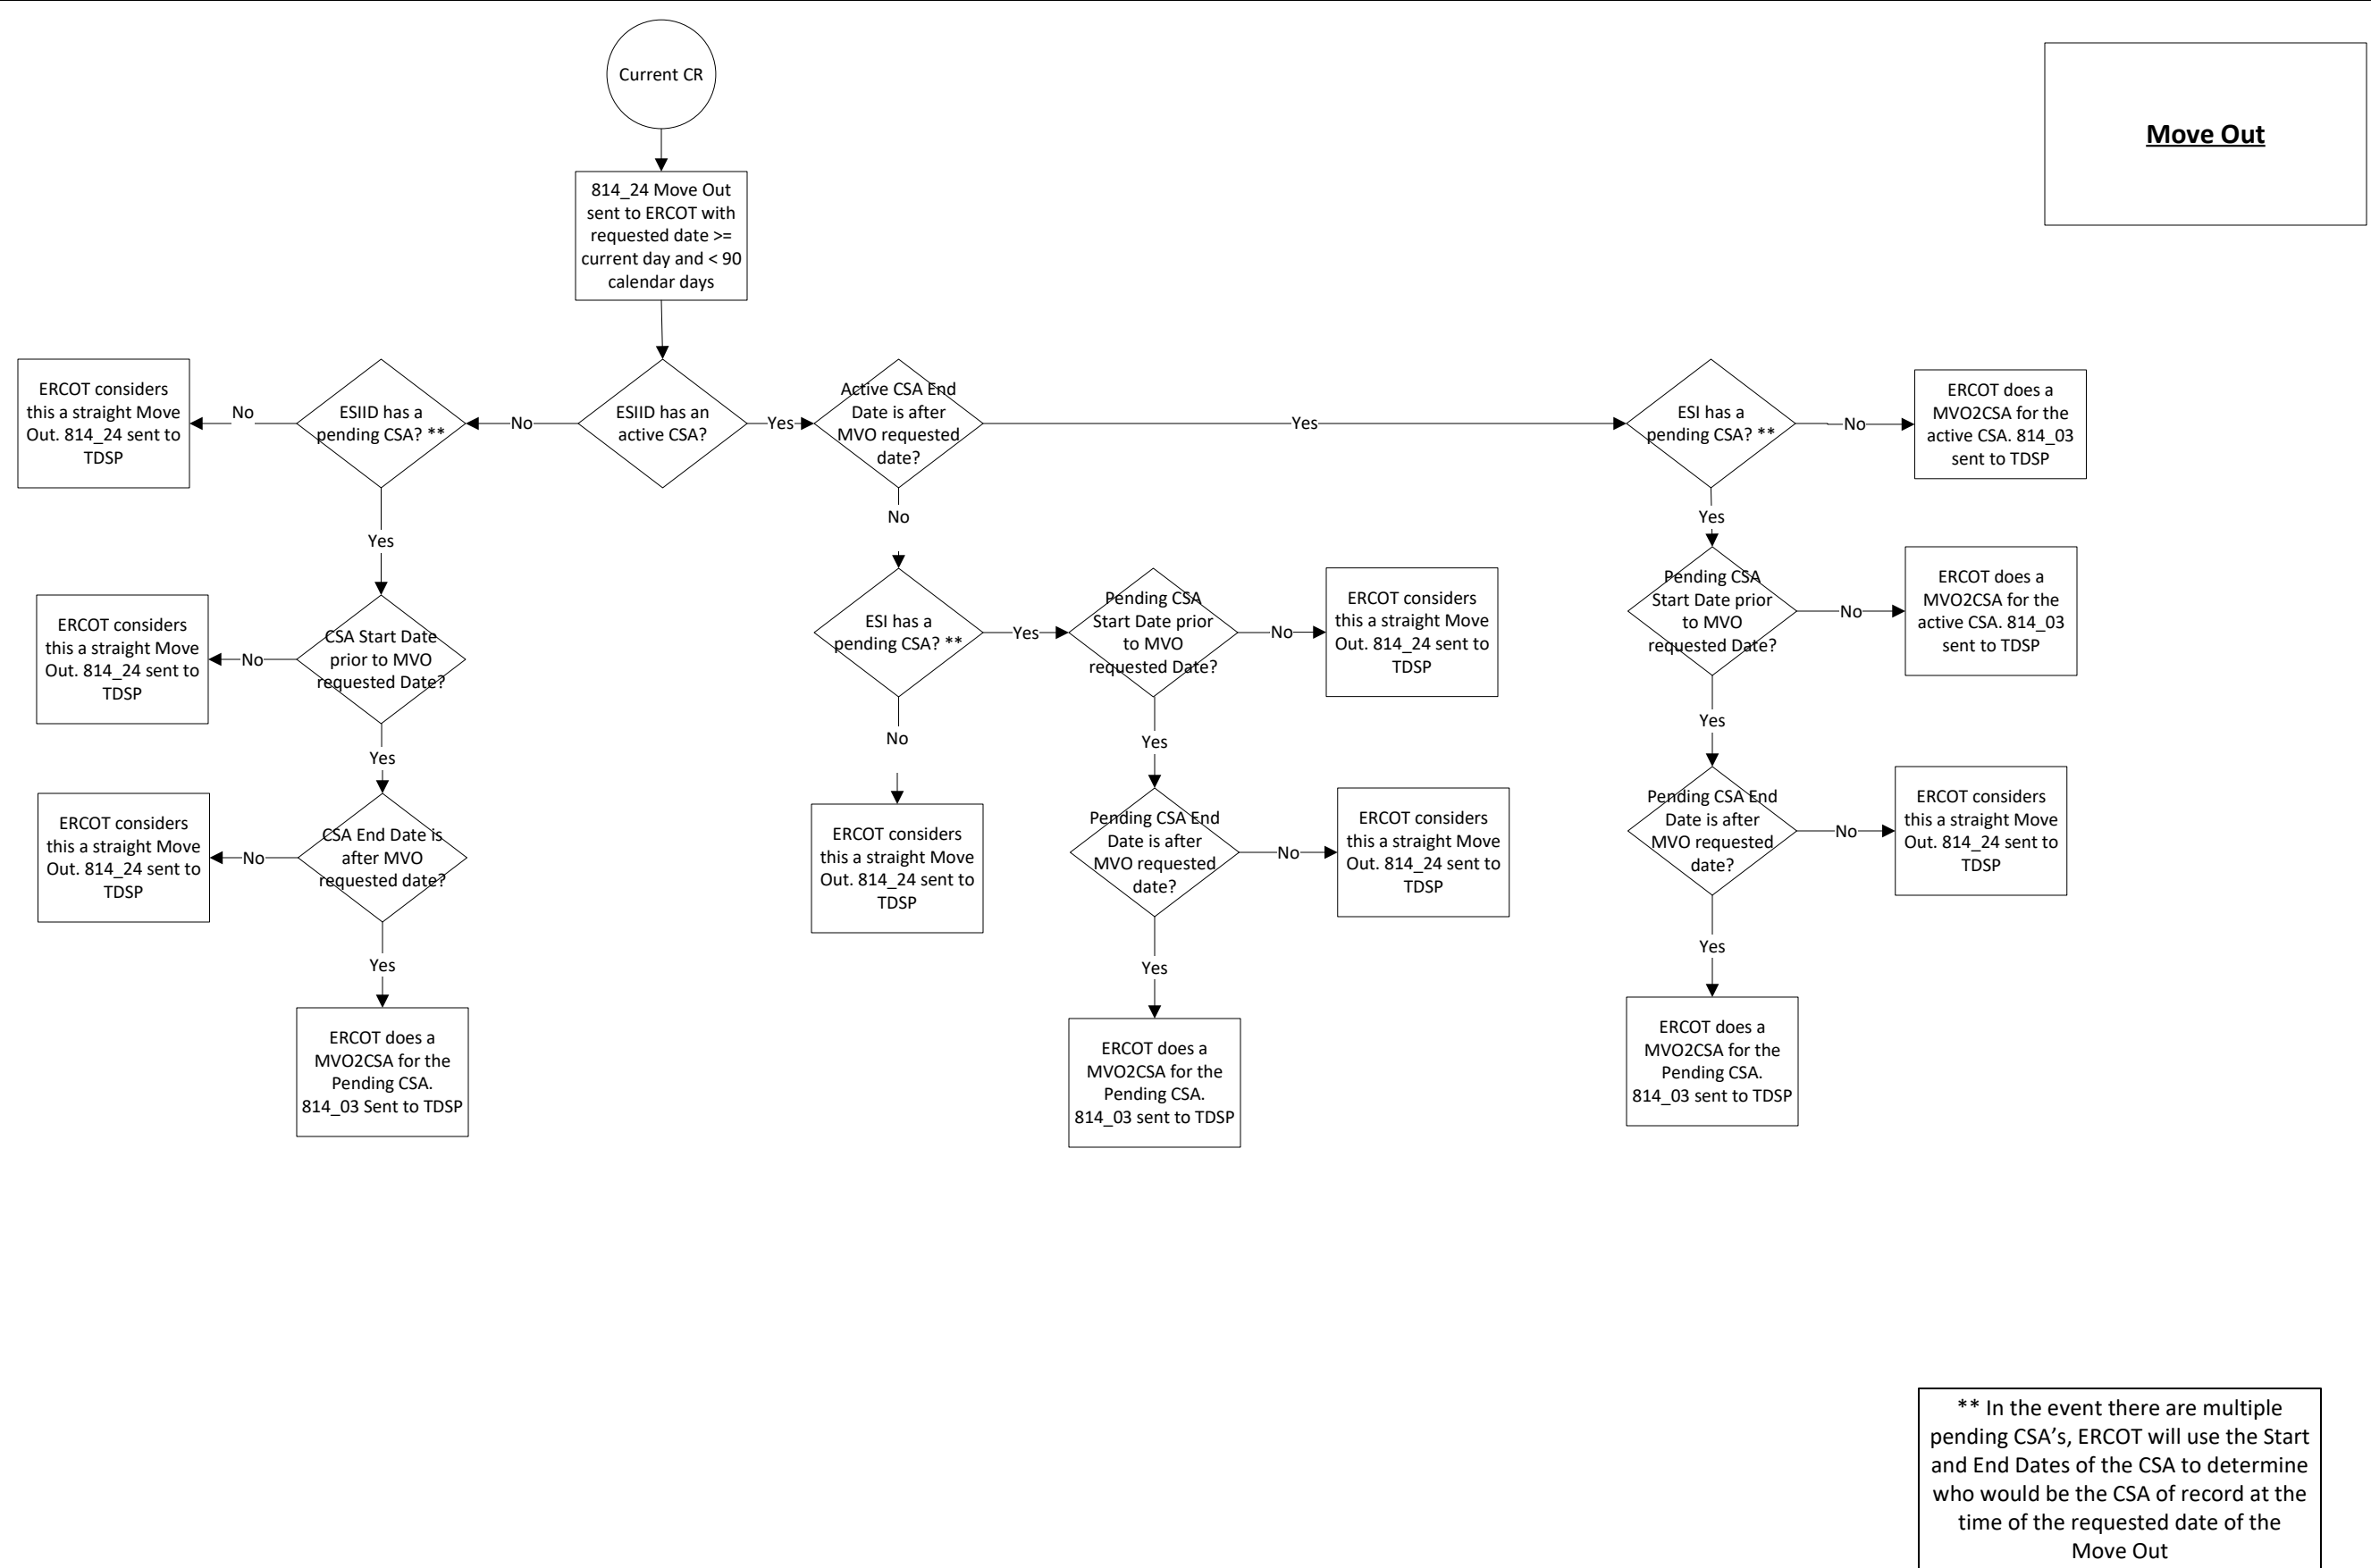 Current CR
Move Out
814_24 Move Out
sent to ERCOT with
requested date >=
current day and < 90
calendar days
ERCOT considers
this a straight Move
Out. 814_24 sent to
TDSP
No
ESIID has a
pending CSA? **
No
ESIID has an
active CSA?
Yes
Active CSA End
Date is after
MVO requested
date?
Yes
ESI has a
pending CSA? **
No
ERCOT does a
MVO2CSA for the
active CSA. 814_03
sent to TDSP
Yes
No
Yes
ERCOT considers
this a straight Move
Out. 814_24 sent to
TDSP
No
CSA Start Date
prior to MVO
requested Date?
ESI has a
pending CSA? **
Yes
Pending CSA
Start Date prior
to MVO
requested Date?
No
ERCOT considers
this a straight Move
Out. 814_24 sent to
TDSP
Pending CSA
Start Date prior
to MVO
requested Date?
No
ERCOT does a
MVO2CSA for the
active CSA. 814_03
sent to TDSP
Yes
No
Yes
Yes
ERCOT considers
this a straight Move
Out. 814_24 sent to
TDSP
No
CSA End Date is
after MVO
requested date?
ERCOT considers
this a straight Move
Out. 814_24 sent to
TDSP
Pending CSA End
Date is after
MVO requested
date?
No
ERCOT considers
this a straight Move
Out. 814_24 sent to
TDSP
Pending CSA End
Date is after
MVO requested
date?
No
ERCOT considers
this a straight Move
Out. 814_24 sent to
TDSP
Yes
Yes
Yes
ERCOT does a
MVO2CSA for the
Pending CSA.
814_03 Sent to TDSP
ERCOT does a
MVO2CSA for the
Pending CSA.
814_03 sent to TDSP
ERCOT does a
MVO2CSA for the
Pending CSA.
814_03 sent to TDSP
** In the event there are multiple
pending CSA’s, ERCOT will use the Start
and End Dates of the CSA to determine
who would be the CSA of record at the
time of the requested date of the
Move Out